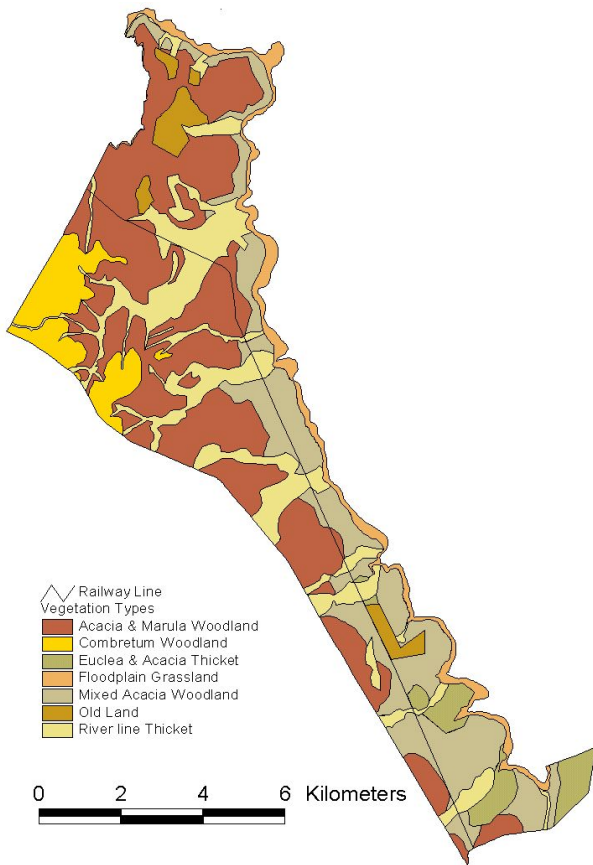 Railway Line
Vegetation Types
Acacia & Marula Woodland
Combretum Woodland
Euclea & Acacia Thicket
Floodplain Grassland
Mixed Acacia Woodland
Old Land
River line Thicket
0 2 4 6 Kilometers